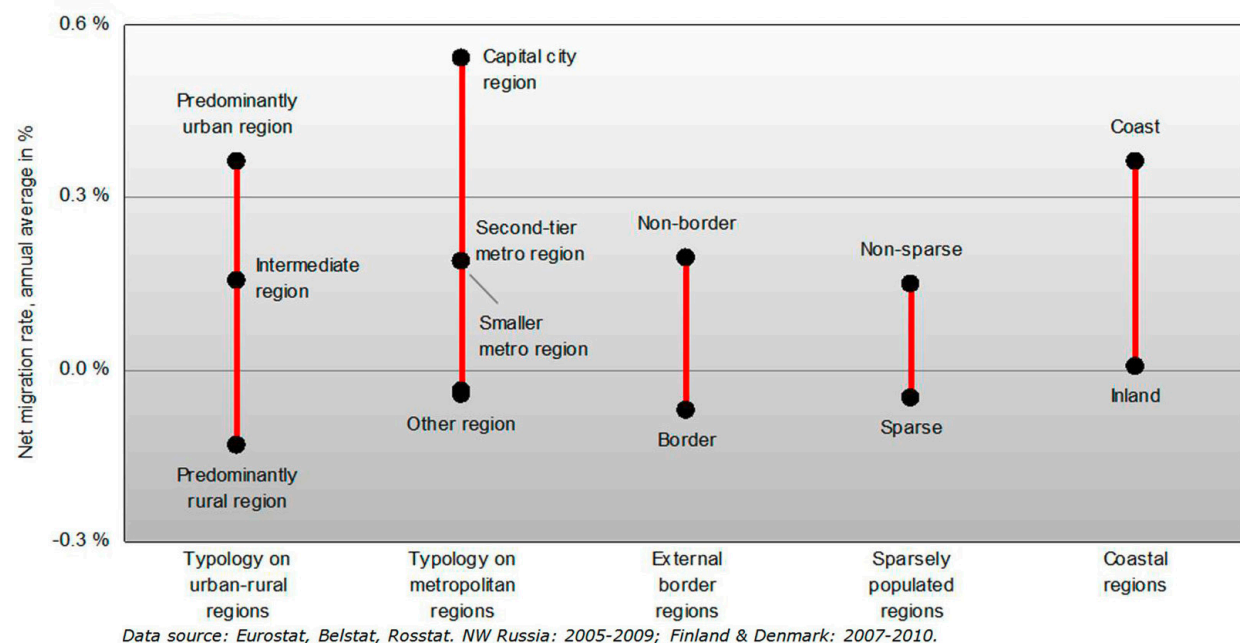 Net migration rate, annual average in %
0.6 %
0.3 %
0.0 %
-0.3 %
Predominantly
urban region
Intermediate
region
Predominantly
rural region
Capital city
region
Second-tier
metro region
Smaller
metro region
Other region
Non-border
Border
Non-sparse
Sparse
Coast
Inland
Typology on
urban-rural
regions
Typology on
metropolitan
regions
External
border
regions
Sparsely
populated
regions
Coastal
regions
Data source: Eurostat, Belstat, Rosstat. NW Russia: 2005-2009; Finland & Denmark: 2007-2010.